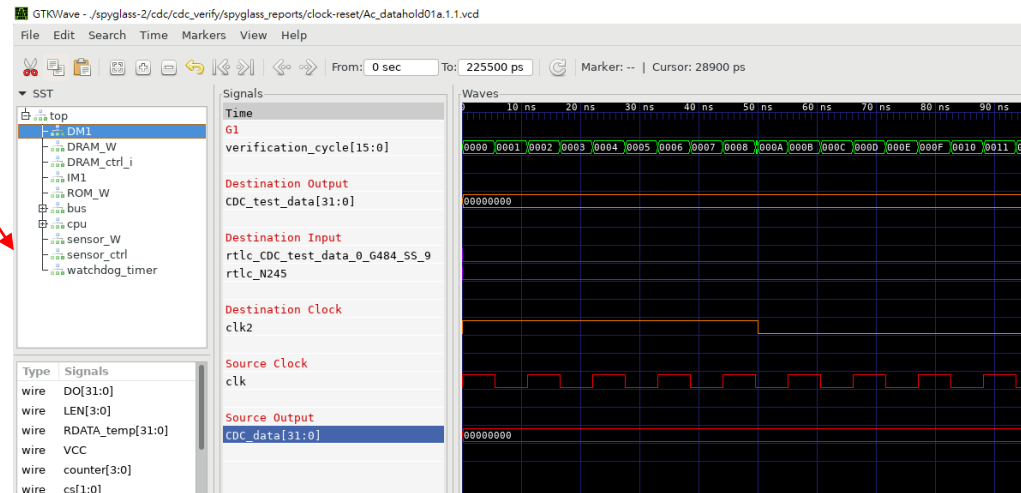 GTKWave - ./spyglass-2/cdc/cdc_verify/spyglass_reports/clock-reset/Ac_datahold01a.1.1.vcd
File Edit Search Time Markers View Help
From: 0 sec To: 225500 ps Marker: -- | Cursor: 28900 ps
SST
top
DM1
DRAM_W
DRAM_ctrl_i
IM1
ROM_W
bus
cpu
sensor_W
sensor_ctrl
watchdog_timer
Type Signals
wire DO[31:0]
wire LEN[3:0]
wire RDATA_temp[31:0]
wire VCC
wire counter[3:0]
wire cs[1:0]
Signals
Time
G1
verification_cycle[15:0]
Destination Output
CDC_test_data[31:0]
Destination Input
rtlc_CDC_test_data_0_G484_SS_9
rtlc_N245
Destination Clock
clk2
Source Clock
clk
Source Output
CDC_data[31:0]
Waves
10 ns 20 ns 30 ns 40 ns 50 ns 60 ns 70 ns 80 ns 90 ns
0000 0001 0002 0003 0004 0005 0006 0007 0008 000A 000B 000C 000D 000E 000F 0010 0011
00000000
00000000